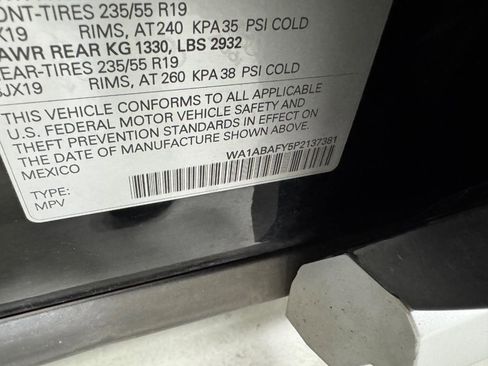 ONT-TIRES 235/55 R19
X19 RIMS, AT 240 KPA 35 PSI COLD
AWR REAR KG 1330, LBS 2932
EAR-TIRES 235/55 R19
JX19 RIMS, AT 260 KPA 38 PSI COLD
THIS VEHICLE CONFORMS TO ALL APPLICABLE
U.S. FEDERAL MOTOR VEHICLE SAFETY AND
THEFT PREVENTION STANDARDS IN EFFECT ON
THE DATE OF MANUFACTURE SHOWN ABOVE.
MEXICO
WA1ABAFY5P2137381
TYPE:
MPV